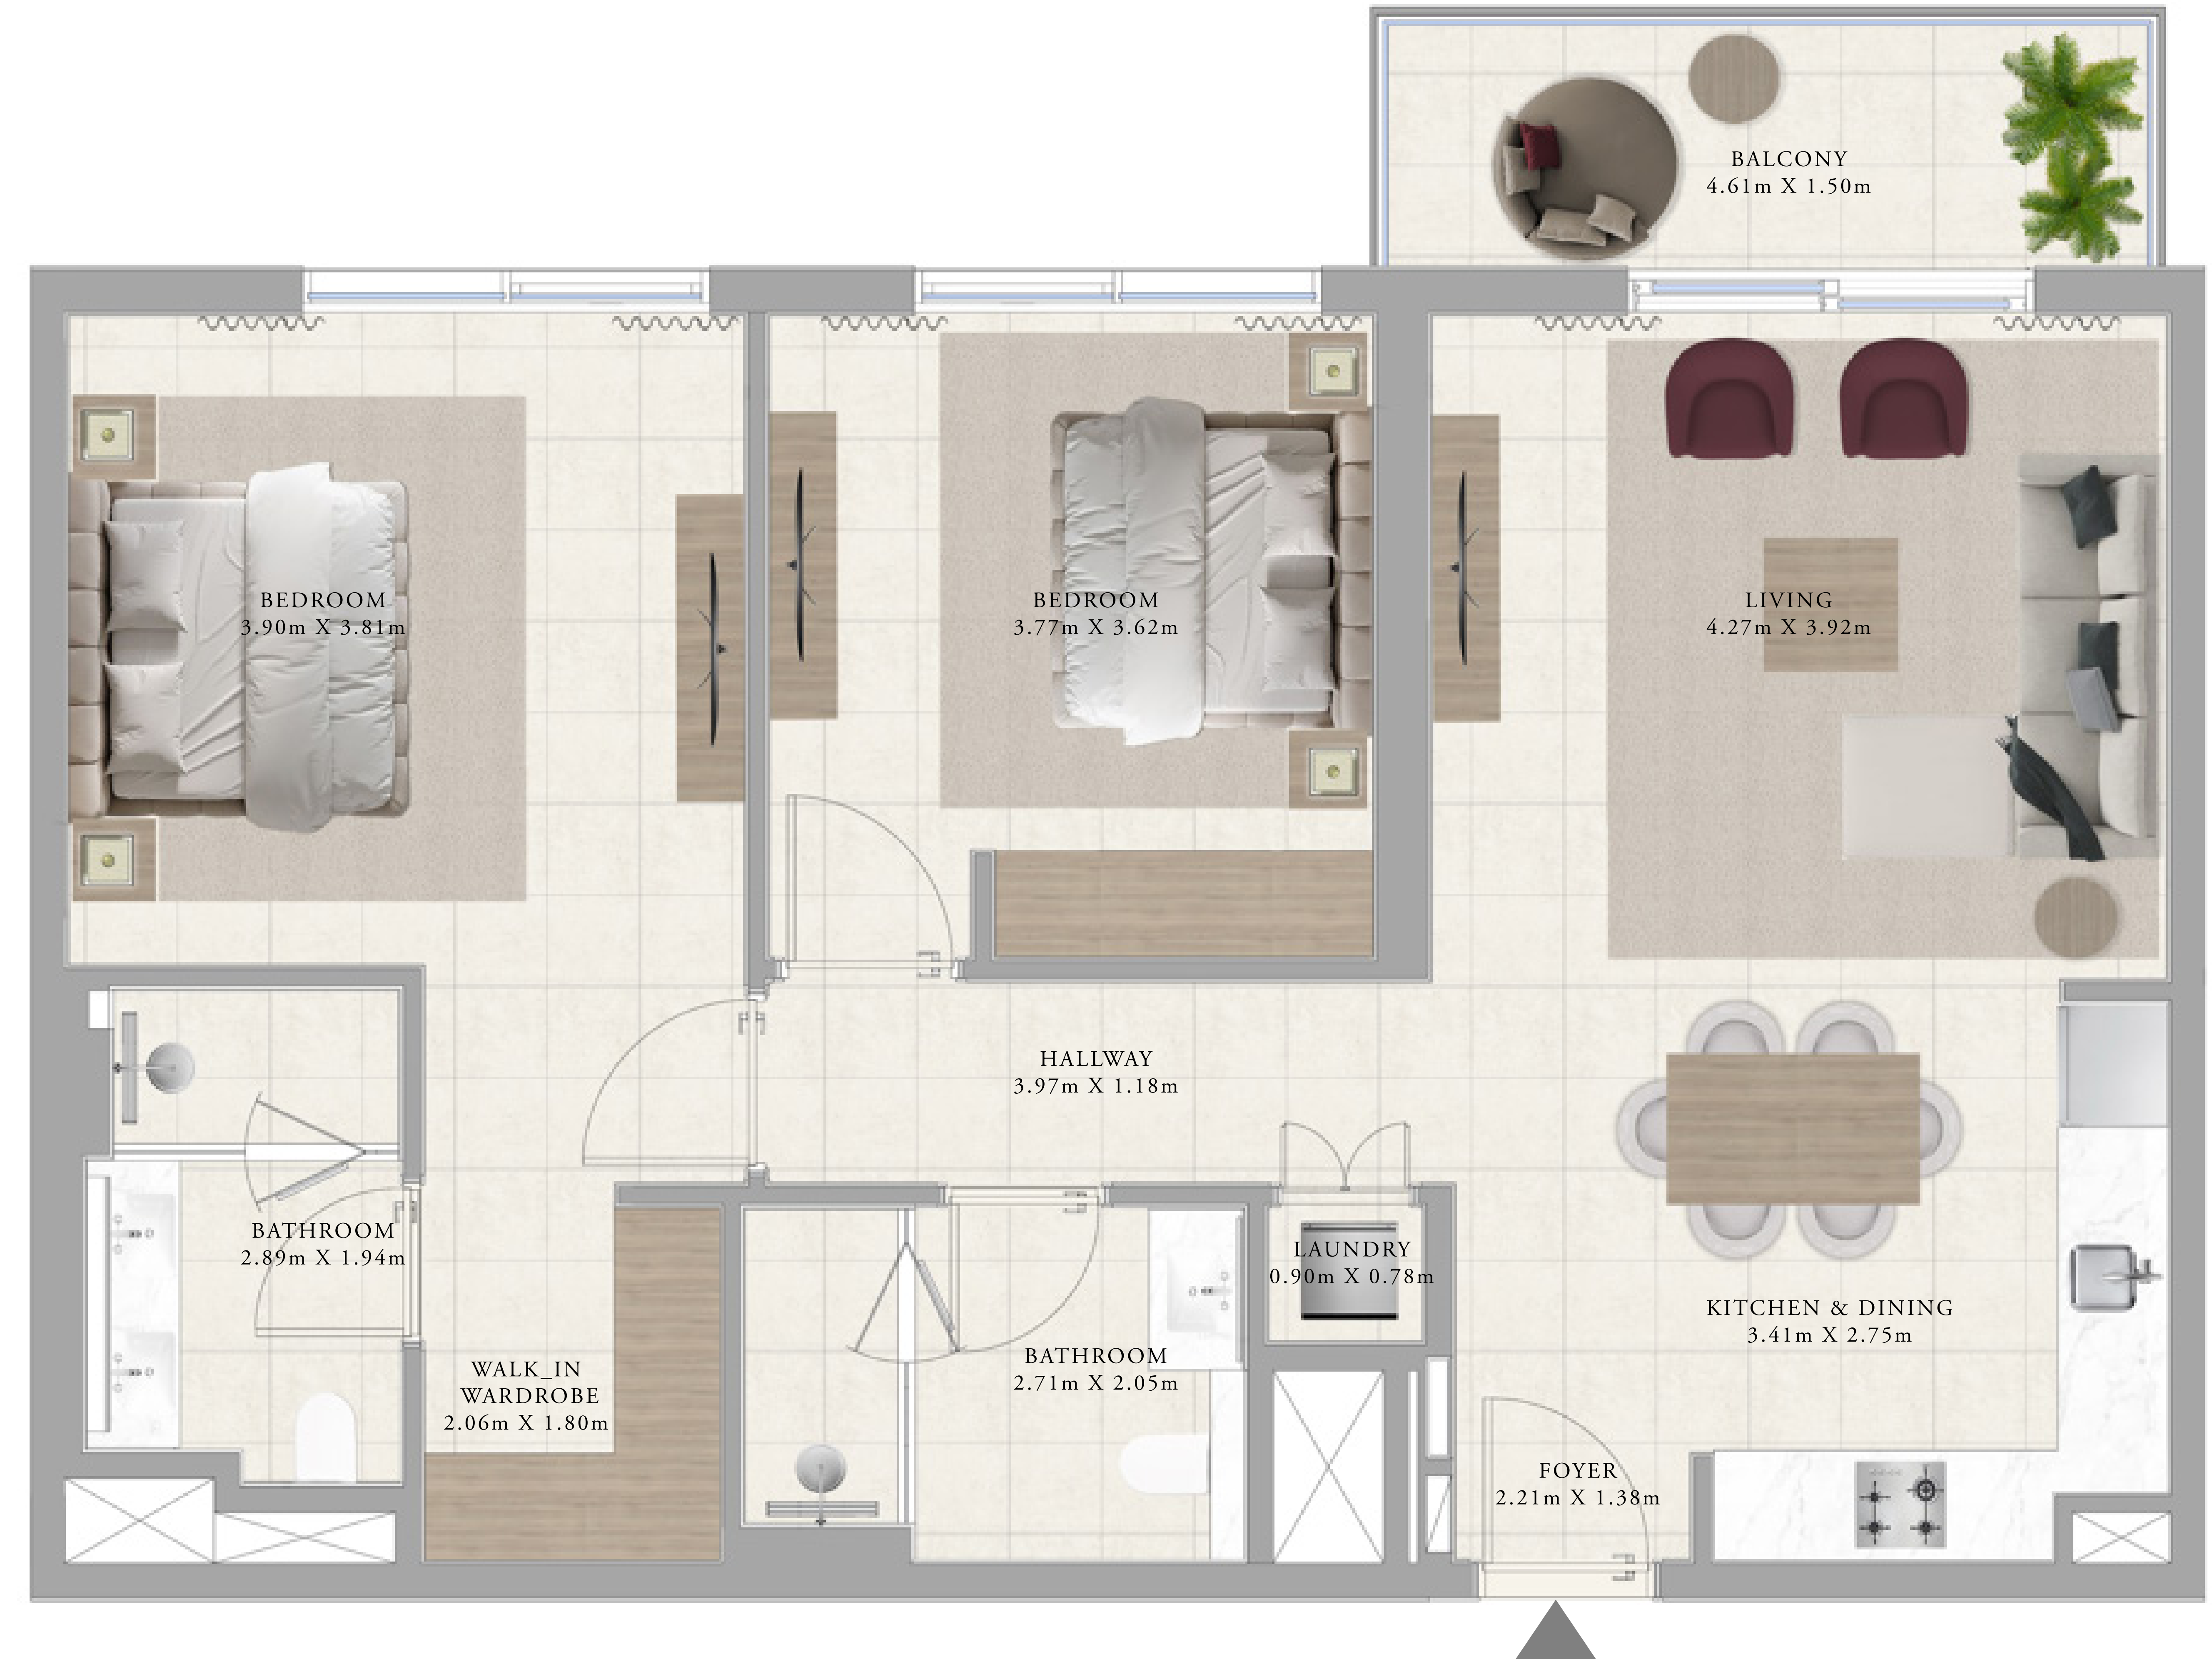 BALCONY
4.61m X 1.50m
BEDROOM
3.90m X 3.81m
BEDROOM
3.77m X 3.62m
LIVING
4.27m X 3.92m
HALLWAY
3.97m X 1.18m
BATHROOM
2.89m X 1.94m
LAUNDRY
0.90m X 0.78m
KITCHEN & DINING
3.41m X 2.75m
WALK_IN
WARDROBE
2.06m X 1.80m
BATHROOM
2.71m X 2.05m
FOYER
2.21m X 1.38m